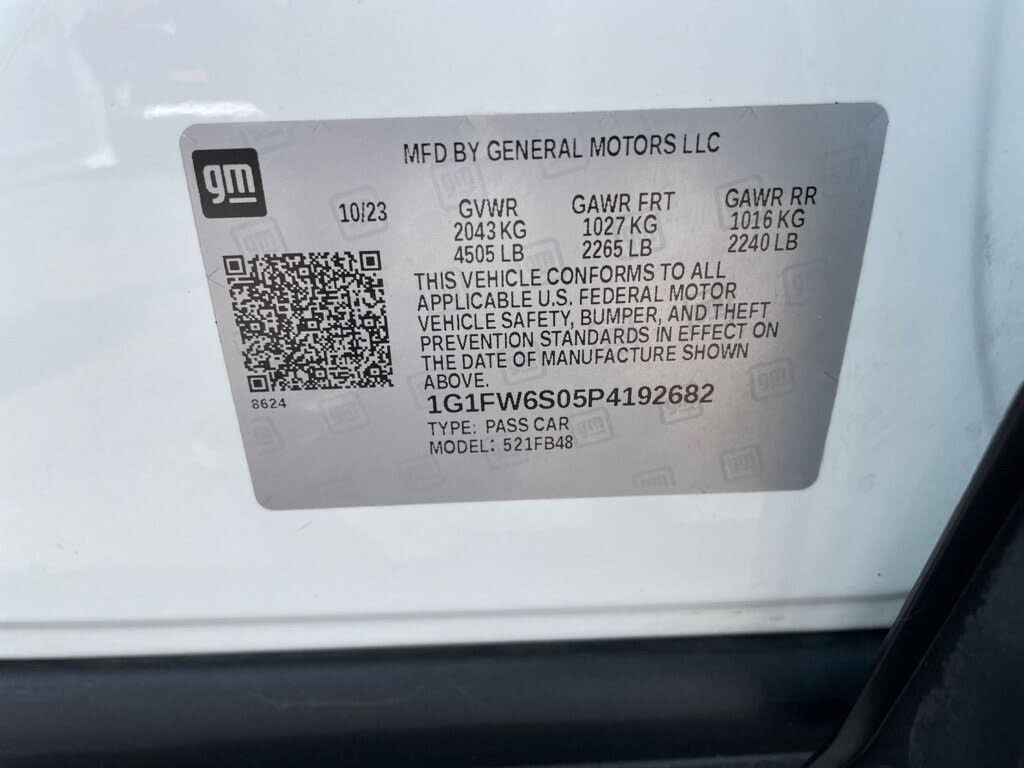 MFD BY GENERAL MOTORS LLC
gm
10/23
GVWR
2043 KG
4505 LB
GAWR FRT
1027 KG
2265 LB
GAWR RR
1016 KG
2240 LB
THIS VEHICLE CONFORMS TO ALL
APPLICABLE U.S. FEDERAL MOTOR
VEHICLE SAFETY, BUMPER, AND THEFT
PREVENTION STANDARDS IN EFFECT ON
THE DATE OF MANUFACTURE SHOWN
ABOVE.
8624
1G1FW6S05P4192682
TYPE: PASS CAR
MODEL: 521FB48